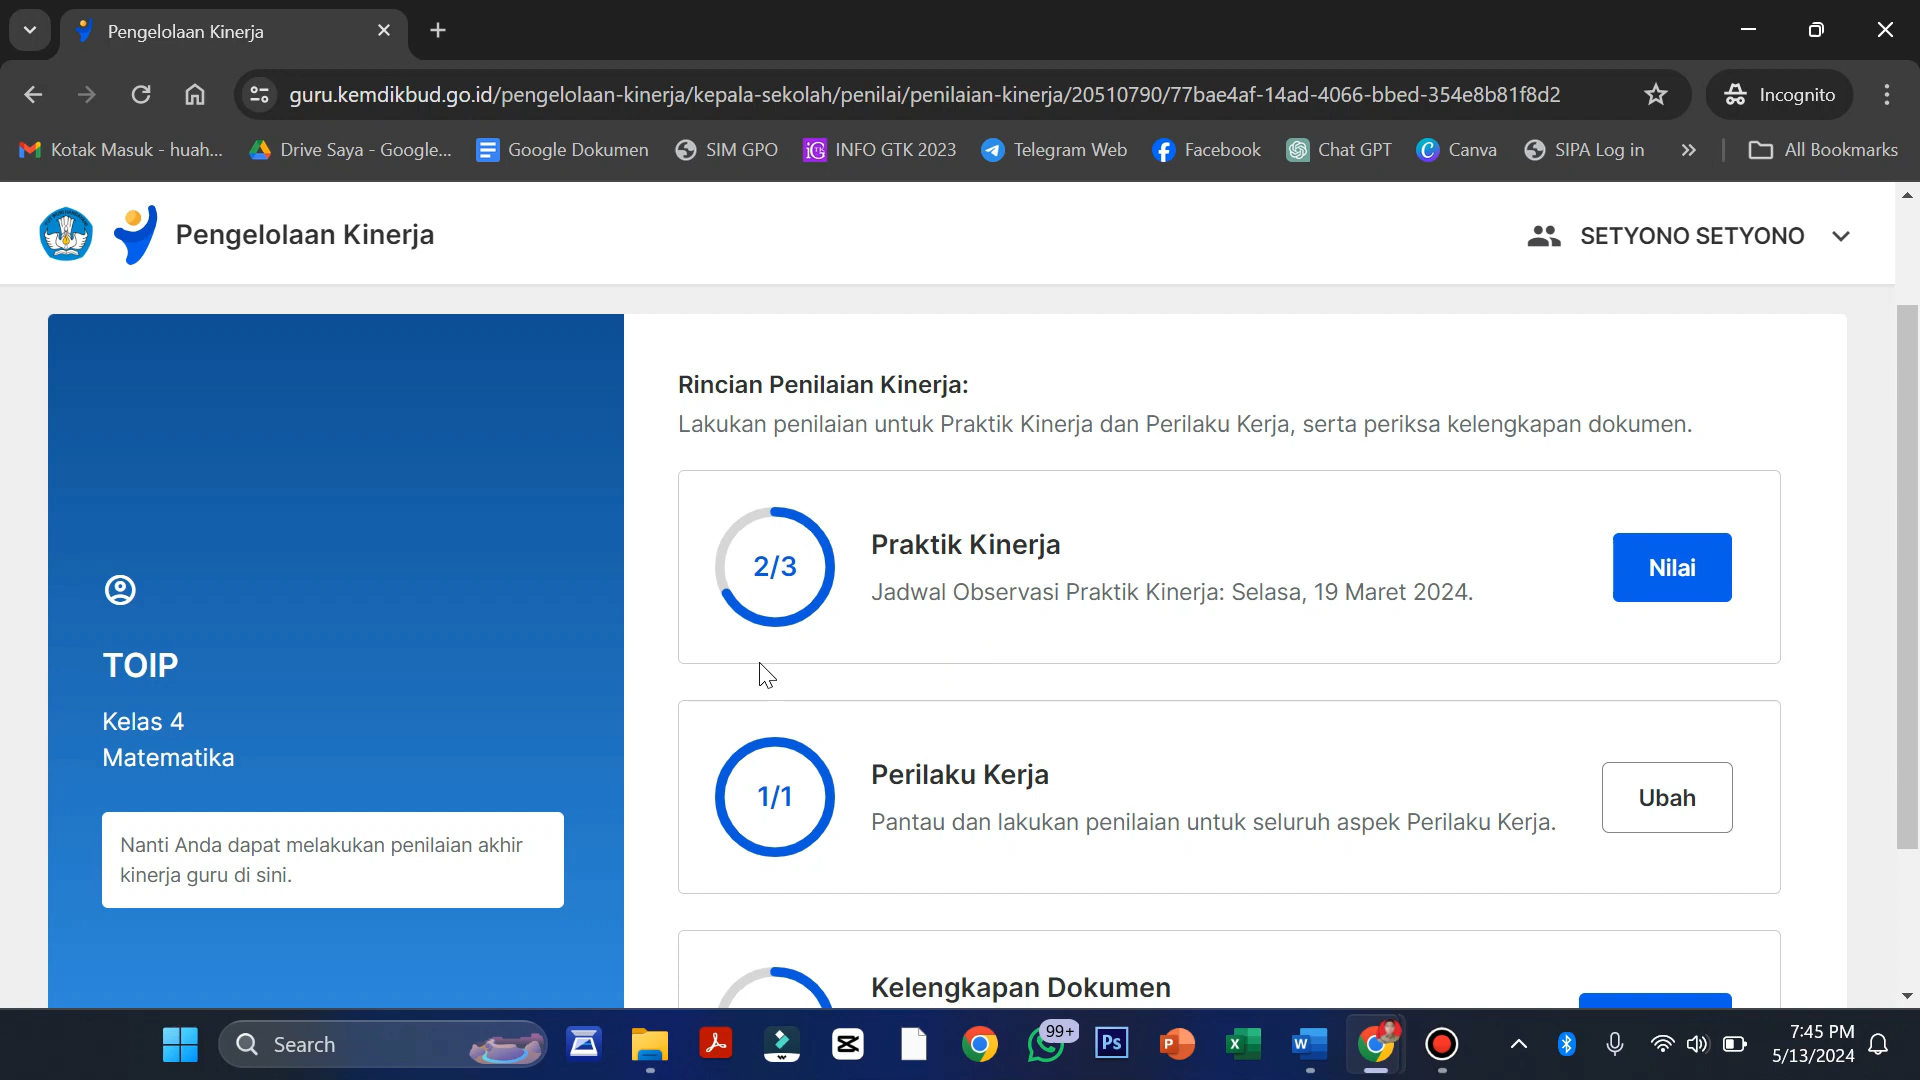 Pengelolaan Kinerja
guru.kemdikbud.go.id/pengelolaan-kinerja/kepala-sekolah/penilai/penilaian-kinerja/20510790/77bae4af-14ad-4066-bbed-354e8b81f8d2
Incognito
Kotak Masuk - huah...
Drive Saya - Google...
Google Dokumen
SIM GPO
INFO GTK 2023
Telegram Web
Facebook
Chat GPT
Canva
SIPA Log in
All Bookmarks
Pengelolaan Kinerja
SETYONO SETYONO
TOIP
Kelas 4
Matematika
Nanti Anda dapat melakukan penilaian akhir
kinerja guru di sini.
Rincian Penilaian Kinerja:
Lakukan penilaian untuk Praktik Kinerja dan Perilaku Kerja, serta periksa kelengkapan dokumen.
2/3
Praktik Kinerja
Jadwal Observasi Praktik Kinerja: Selasa, 19 Maret 2024.
Nilai
1/1
Perilaku Kerja
Pantau dan lakukan penilaian untuk seluruh aspek Perilaku Kerja.
Ubah
Kelengkapan Dokumen
Search
99+
Ps
7:45 PM
5/13/2024